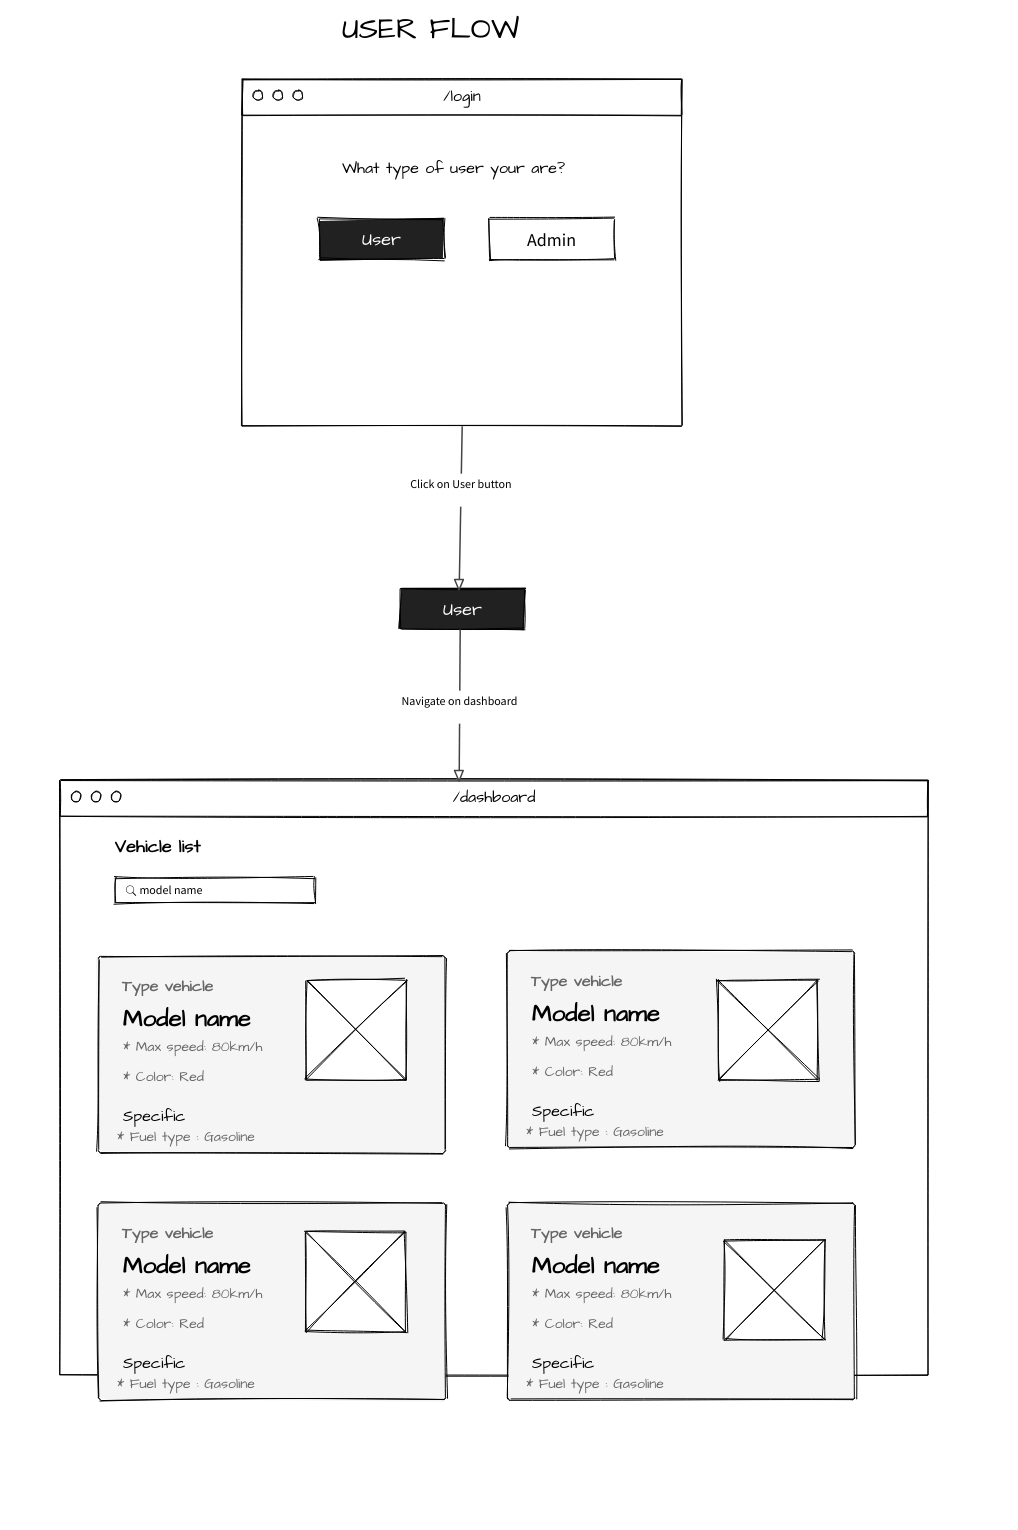 USER FLOW
/login
What type of user your are?
User
Admin
Click on User button
User
Navigate on dashboard
/dashboard
Vehicle list
model name
Type vehicle
Model name
* Max speed: 80km/h
* Color: Red
Specific
* Fuel type : Gasoline
Type vehicle
Model name
* Max speed: 80km/h
* Color: Red
Specific
* Fuel type : Gasoline
Type vehicle
Model name
* Max speed: 80km/h
* Color: Red
Specific
* Fuel type : Gasoline
Type vehicle
Model name
* Max speed: 80km/h
* Color: Red
Specific
* Fuel type : Gasoline